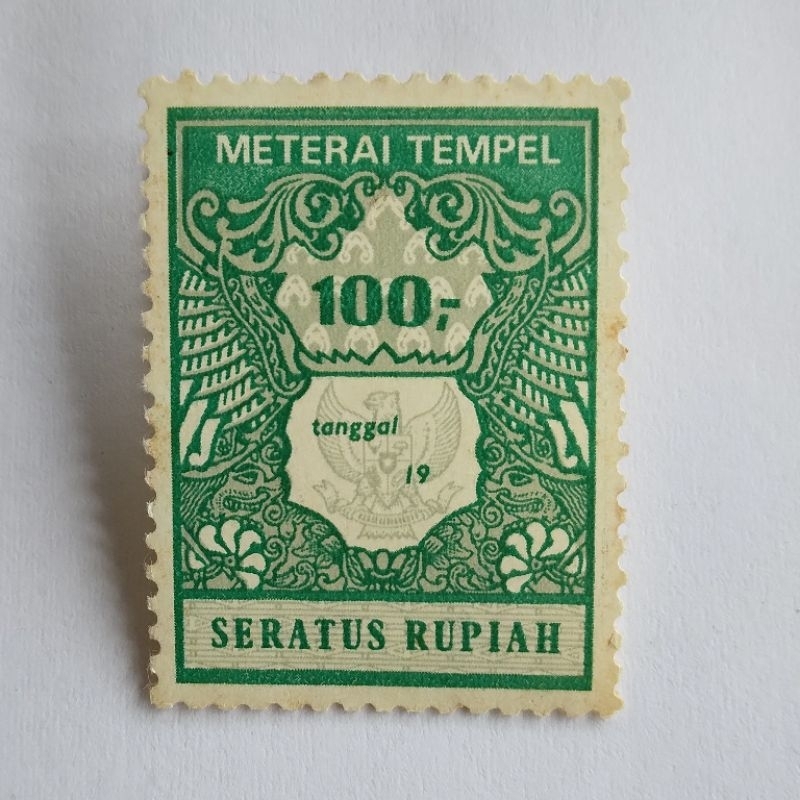 METERAI TEMPEL
100,-
tanggal
19
SERATUS RUPIAH